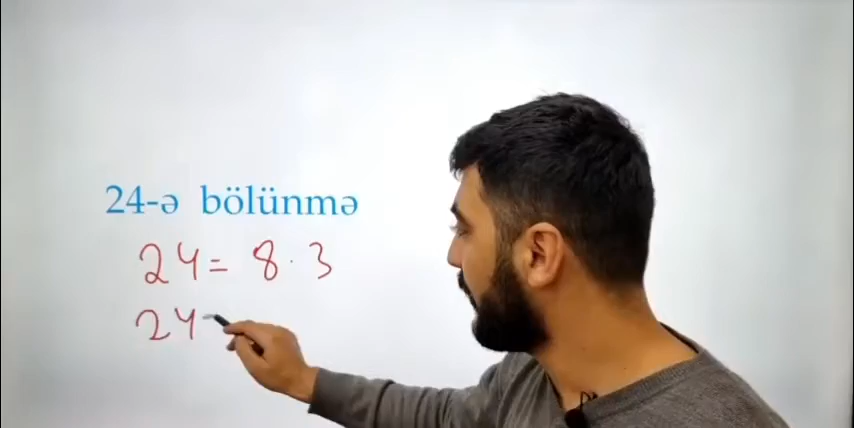 24-ə bölünmə
24 = 8 · 3
24